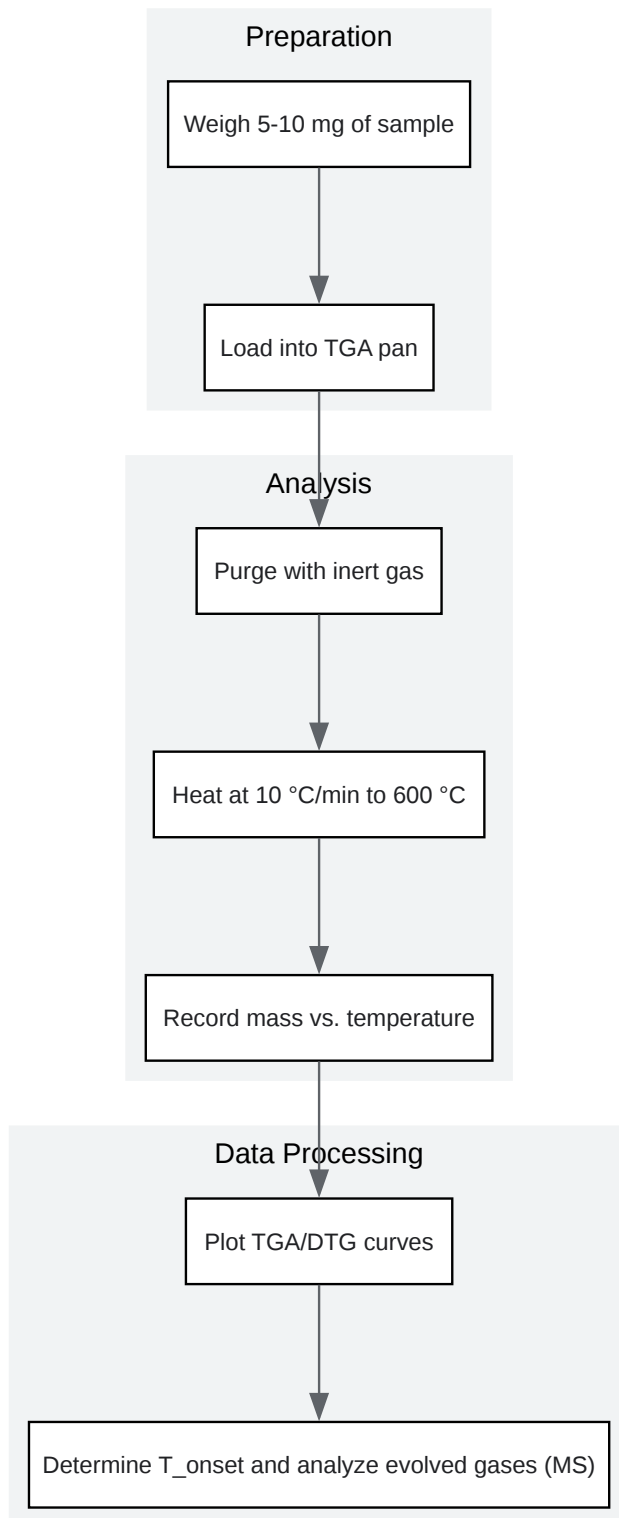 Preparation
Weigh 5-10 mg of sample
Load into TGA pan
Analysis
Purge with inert gas
Heat at 10 °C/min to 600 °C
Record mass vs. temperature
Data Processing
Plot TGA/DTG curves
Determine T_onset and analyze evolved gases (MS)